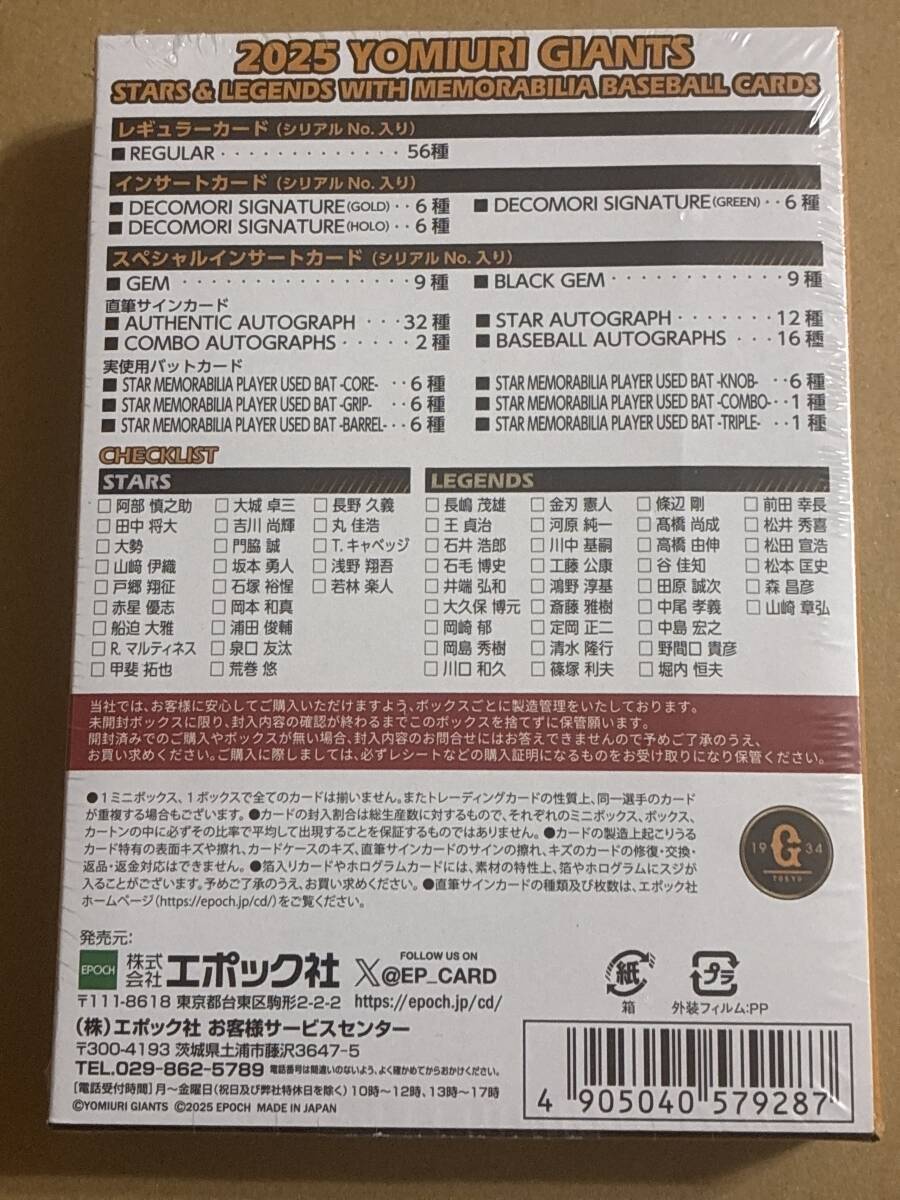 2025 YOMIURI GIANTS
STARS & LEGENDS WITH MEMORABILIA BASEBALL CARDS
レギュラーカード（シリアルNo.入り）
■ REGULAR ・・・・・・・・・・・・・ 56種
インサートカード（シリアルNo.入り）
■ DECOMORI SIGNATURE(GOLD)・・6種 ■ DECOMORI SIGNATURE(GREEN)・・6種
■ DECOMORI SIGNATURE(HOLO)・・6種
スペシャルインサートカード（シリアルNo.入り）
■ GEM ・・・・・・・・・・・・・・・・9種 ■ BLACK GEM ・・・・・・・・・・・・9種
直筆サインカード
■ AUTHENTIC AUTOGRAPH ・・・32種 ■ STAR AUTOGRAPH・・・・・・・12種
■ COMBO AUTOGRAPHS・・・・・2種 ■ BASEBALL AUTOGRAPHS ・・・16種
実使用バットカード
■ STAR MEMORABILIA PLAYER USED BAT -CORE- ・・6種 ■ STAR MEMORABILIA PLAYER USED BAT -KNOB- ・・6種
■ STAR MEMORABILIA PLAYER USED BAT -GRIP- ・・6種 ■ STAR MEMORABILIA PLAYER USED BAT -COMBO-・・1種
■ STAR MEMORABILIA PLAYER USED BAT -BARREL-・・6種 ■ STAR MEMORABILIA PLAYER USED BAT -TRIPLE- ・・1種
CHECKLIST
STARS
□ 阿部 慎之助 □ 大城 卓三 □ 長野 久義
□ 田中 将大 □ 吉川 尚輝 □ 丸 佳浩
□ 大勢 □ 門脇 誠 □ T. キャベッジ
□ 山﨑 伊織 □ 坂本 勇人 □ 浅野 翔吾
□ 戸郷 翔征 □ 石塚 裕惺 □ 若林 楽人
□ 赤星 優志 □ 岡本 和真
□ 船迫 大雅 □ 浦田 俊輔
□ R. マルティネス □ 泉口 友汰
□ 甲斐 拓也 □ 荒巻 悠
LEGENDS
□ 長嶋 茂雄 □ 金刃 憲人 □ 條辺 剛 □ 前田 幸長
□ 王 貞治 □ 河原 純一 □ 髙橋 尚成 □ 松井 秀喜
□ 石井 浩郎 □ 川中 基嗣 □ 高橋 由伸 □ 松田 宣浩
□ 石毛 博史 □ 工藤 公康 □ 谷 佳知 □ 松本 匡史
□ 井端 弘和 □ 鴻野 淳基 □ 田原 誠次 □ 森 昌彦
□ 大久保 博元 □ 斎藤 雅樹 □ 中尾 孝義 □ 山崎 章弘
□ 岡崎 郁 □ 定岡 正二 □ 中島 宏之
□ 岡島 秀樹 □ 清水 隆行 □ 野間口 貴彦
□ 川口 和久 □ 篠塚 利夫 □ 堀内 恒夫
当社では、お客様に安心してご購入いただけますよう、ボックスごとに製造管理をいたしております。
未開封ボックスに限り、封入内容の確認が終わるまでこのボックスを捨てずに保管願います。
開封済みでのご購入やボックスが無い場合、封入内容のお問合せにはお答えできませんので予めご了承のうえ、
お買い求めください。ご購入に際しましては、必ずレシートなどの購入証明になるものをお受け取りになり保管ください。
●1ミニボックス、1ボックスで全てのカードは揃いません。またトレーディングカードの性質上、同一選手のカード
が重複する場合もございます。●カードの封入割合は総生産数に対するもので、それぞれのミニボックス、ボックス、
カートンの中に必ずその比率で平均して出現することを保証するものではありません。●カードの製造上起こりうる
カード特有の表面キズや擦れ、カードケースのキズ、直筆サインカードのサインの擦れ、キズのカードの修復・交換・
返品・返金対応はできません。●箔入りカードやホログラムカードには、素材の特性上、箔やホログラムにスジが
入ることがございます。予めご了承のうえ、お買い求めください。●直筆サインカードの種類及び枚数は、エポック社
ホームページ(https://epoch.jp/cd/)をご覧ください。
19 G 34
TOKYO
発売元:
EPOCH 株式会社 エポック社
FOLLOW US ON
X @EP_CARD
〒111-8618 東京都台東区駒形2-2-2 https://epoch.jp/cd/
（株）エポック社 お客様サービスセンター
〒300-4193 茨城県土浦市藤沢3647-5
TEL.029-862-5789 電話番号は間違いのないよう、よく確かめてからおかけください。
［電話受付時間］月～金曜日(祝日及び弊社特休日を除く) 10時～12時、13時～17時
©YOMIURI GIANTS ©2025 EPOCH MADE IN JAPAN
紙
箱
プラ
外装フィルム:PP
4 905040 579287